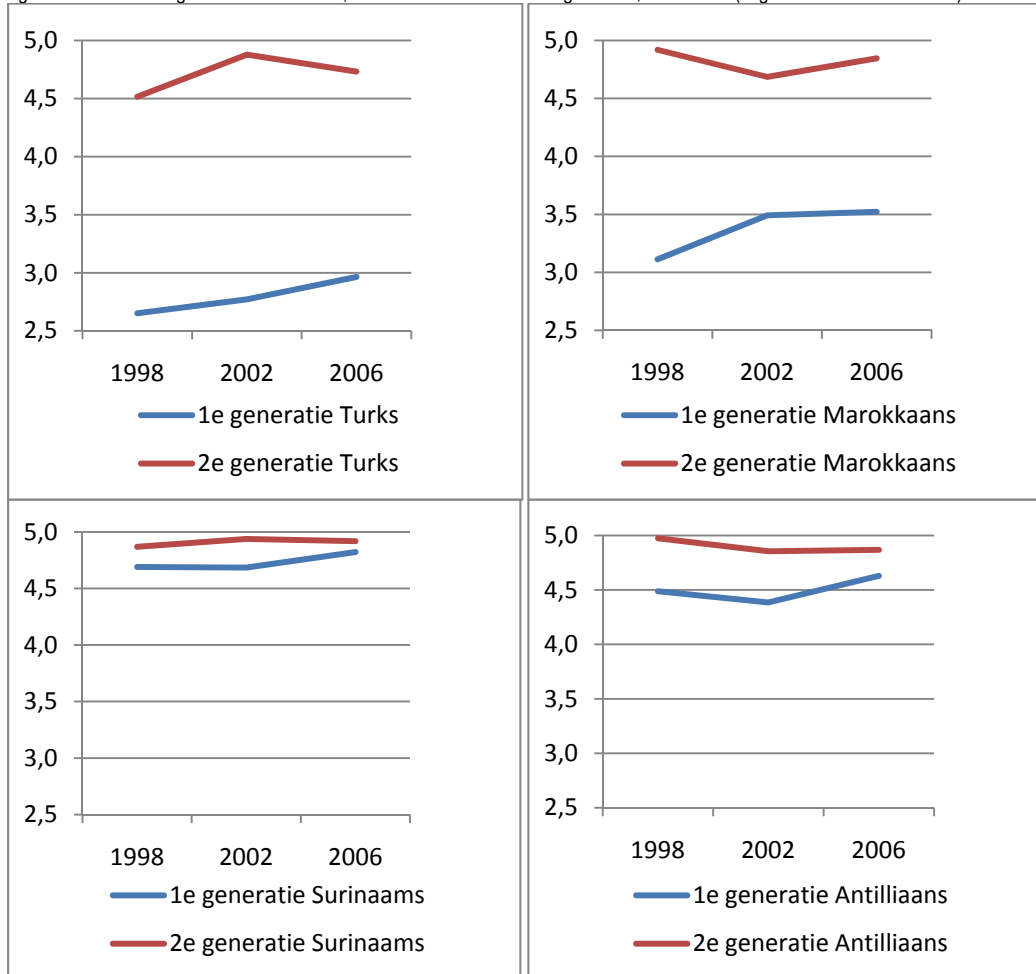 5,0
4,5
4,0
3,5
3,0
2,5
1998 2002 2006
1e generatie Turks
2e generatie Turks
5,0
4,5
4,0
3,5
3,0
2,5
1998 2002 2006
1e generatie Marokkaans
2e generatie Marokkaans
5,0
4,5
4,0
3,5
3,0
2,5
1998 2002 2006
1e generatie Surinaams
2e generatie Surinaams
5,0
4,5
4,0
3,5
3,0
2,5
1998 2002 2006
1e generatie Antilliaans
2e generatie Antilliaans